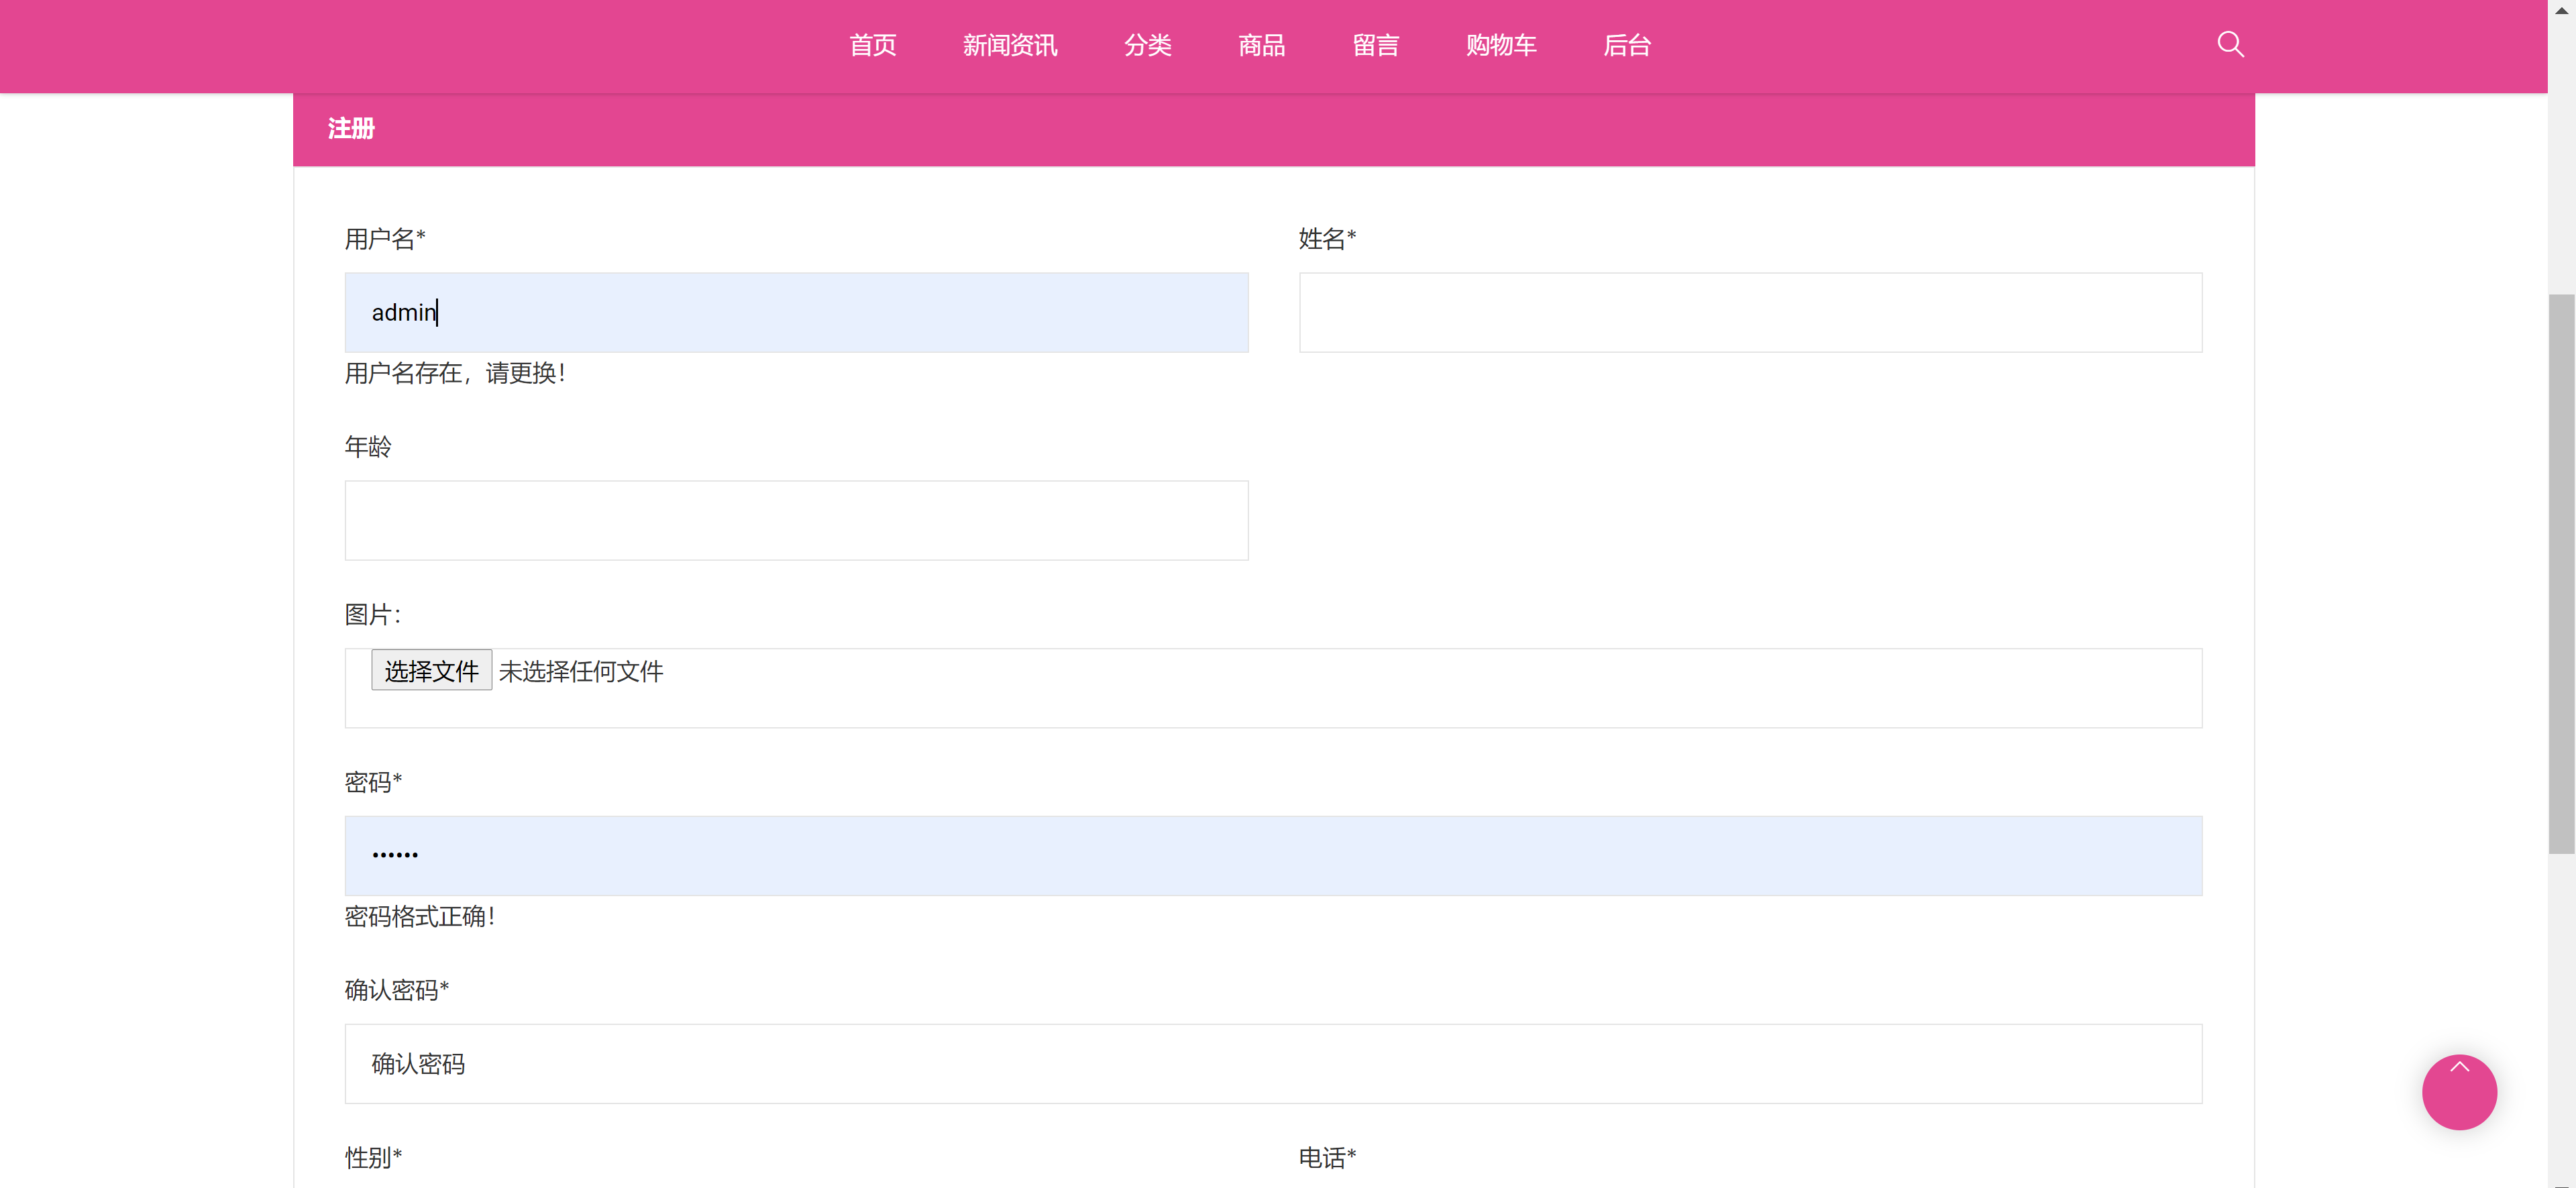 首页 新闻资讯 分类 商品 留言 购物车 后台
注册
用户名* 姓名*
admin
用户名存在，请更换！
年龄
图片：
选择文件 未选择任何文件
密码*
••••••
密码格式正确！
确认密码*
确认密码
性别* 电话*